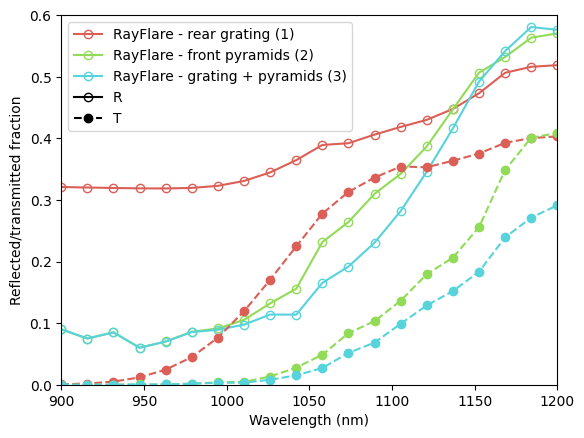 0.6
0.5
0.4
0.3
0.2
0.1
0.0
Reflected/transmitted fraction
RayFlare - rear grating (1)
RayFlare - front pyramids (2)
RayFlare - grating + pyramids (3)
R
T
900 950 1000 1050 1100 1150 1200
Wavelength (nm)